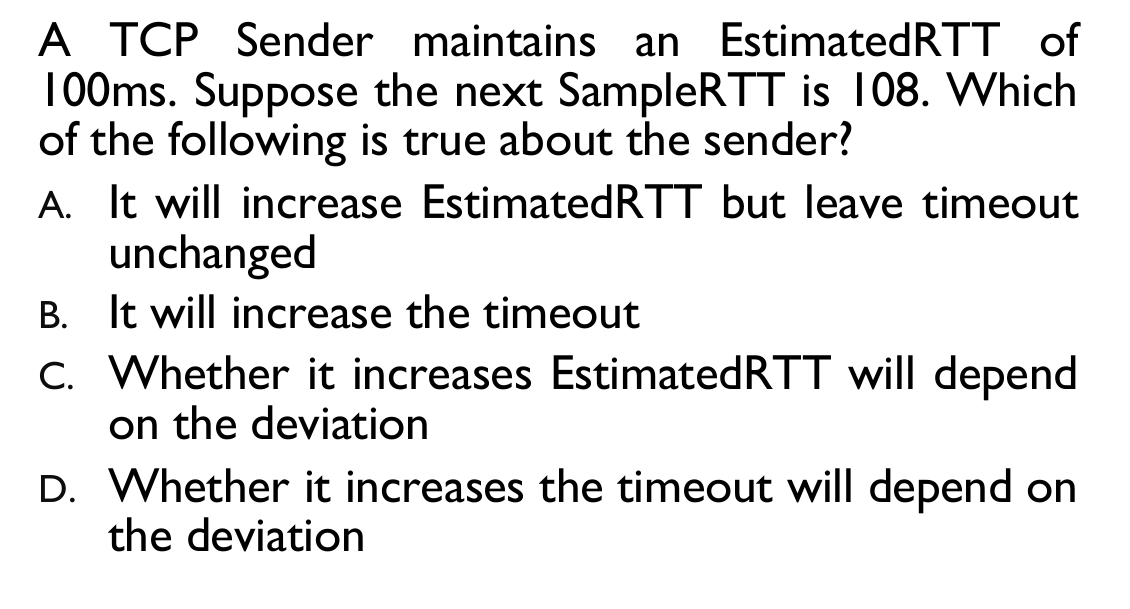 A TCP Sender maintains an EstimatedRTT of
100ms. Suppose the next SampleRTT is 108. Which
of the following is true about the sender?
A. It will increase EstimatedRTT but leave timeout
unchanged
B. It will increase the timeout
C. Whether it increases EstimatedRTT will depend
on the deviation
D. Whether it increases the timeout will depend on
the deviation